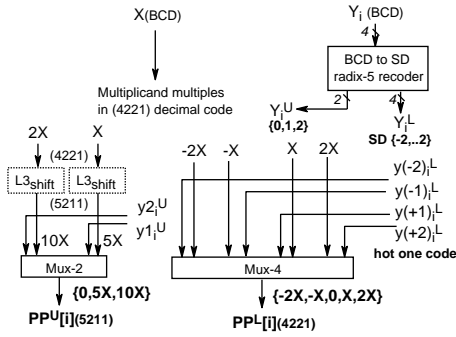 X(BCD)
Yi (BCD)
4
BCD to SD
radix-5 recoder
2
4
YiU
{0,1,2}
YiL
SD {-2,..2}
Multiplicand multiples
in (4221) decimal code
2X
X
(4221)
L3shift
L3shift
(5211)
y2iU
y1iU
10X
5X
Mux-2
{0,5X,10X}
PPU[i](5211)
-2X
-X
X
2X
y(-2)iL
y(-1)iL
y(+1)iL
y(+2)iL
hot one code
Mux-4
{-2X,-X,0,X,2X}
PPL[i](4221)